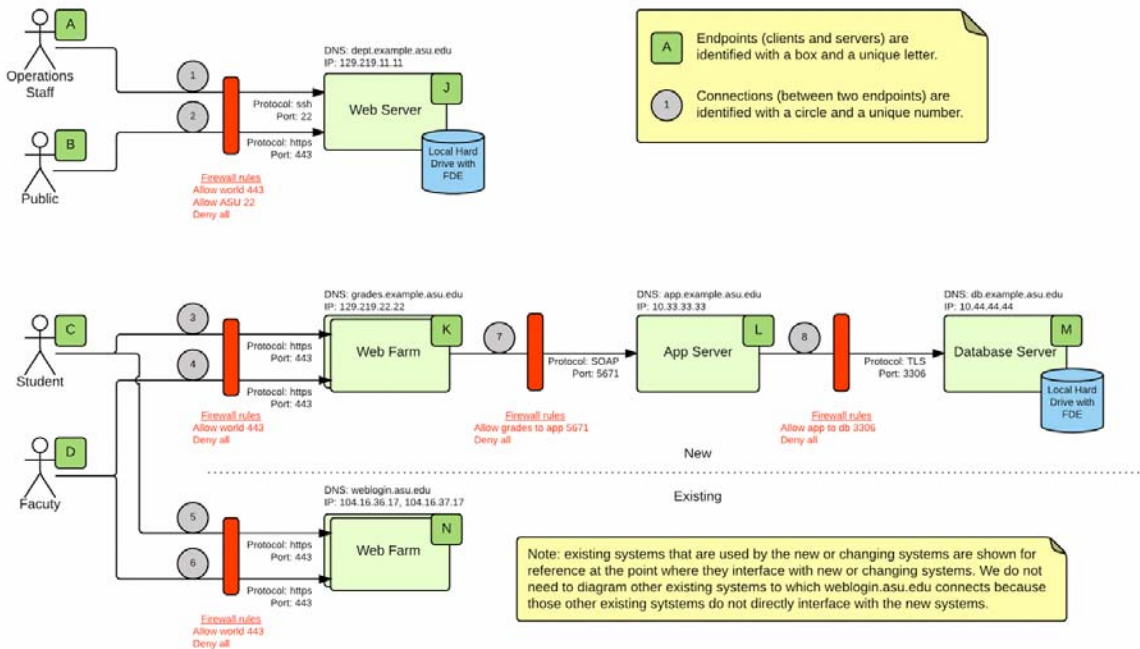 A
Operations
Staff
B
Public
1
2
Protocol: ssh
Port: 22
Protocol: https
Port: 443
Firewall rules
Allow world 443
Allow ASU 22
Deny all
DNS: dept.example.asu.edu
IP: 129.219.11.11
Web Server
J
Local Hard
Drive with
FDE
A
Endpoints (clients and servers) are
identified with a box and a unique letter.
1
Connections (between two endpoints) are
identified with a circle and a unique number.
C
Student
D
Facuty
3
4
Protocol: https
Port: 443
Protocol: https
Port: 443
Firewall rules
Allow world 443
Deny all
DNS: grades.example.asu.edu
IP: 129.219.22.22
Web Farm
K
7
Protocol: SOAP
Port: 5671
Firewall rules
Allow grades to app 5671
Deny all
DNS: app.example.asu.edu
IP: 10.33.33.33
App Server
L
8
Protocol: TLS
Port: 3306
Firewall rules
Allow app to db 3306
Deny all
DNS: db.example.asu.edu
IP: 10.44.44.44
Database Server
M
Local Hard
Drive with
FDE
New
Existing
5
6
Protocol: https
Port: 443
Protocol: https
Port: 443
Firewall rules
Allow world 443
Deny all
DNS: weblogin.asu.edu
IP: 104.16.36.17, 104.16.37.17
Web Farm
N
Note: existing systems that are used by the new or changing systems are shown for
reference at the point where they interface with new or changing systems. We do not
need to diagram other existing systems to which weblogin.asu.edu connects because
those other existing sytstems do not directly interface with the new systems.